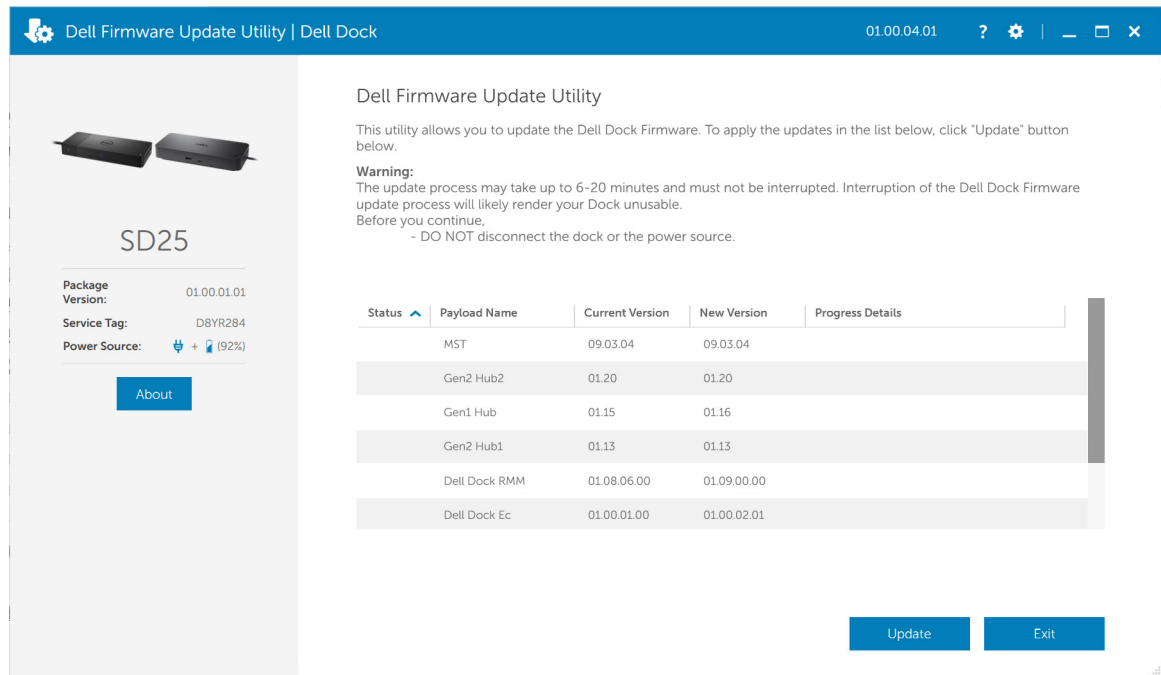 Dell Firmware Update Utility | Dell Dock
01.00.04.01
?
SD25
Package Version: 01.00.01.01
Service Tag: D8YR284
Power Source: + (92%)
About
Dell Firmware Update Utility
This utility allows you to update the Dell Dock Firmware. To apply the updates in the list below, click "Update" button
below.
Warning:
The update process may take up to 6-20 minutes and must not be interrupted. Interruption of the Dell Dock Firmware
update process will likely render your Dock unusable.
Before you continue,
- DO NOT disconnect the dock or the power source.
Status Payload Name Current Version New Version Progress Details
MST 09.03.04 09.03.04
Gen2 Hub2 01.20 01.20
Gen1 Hub 01.15 01.16
Gen2 Hub1 01.13 01.13
Dell Dock RMM 01.08.06.00 01.09.00.00
Dell Dock Ec 01.00.01.00 01.00.02.01
Update
Exit